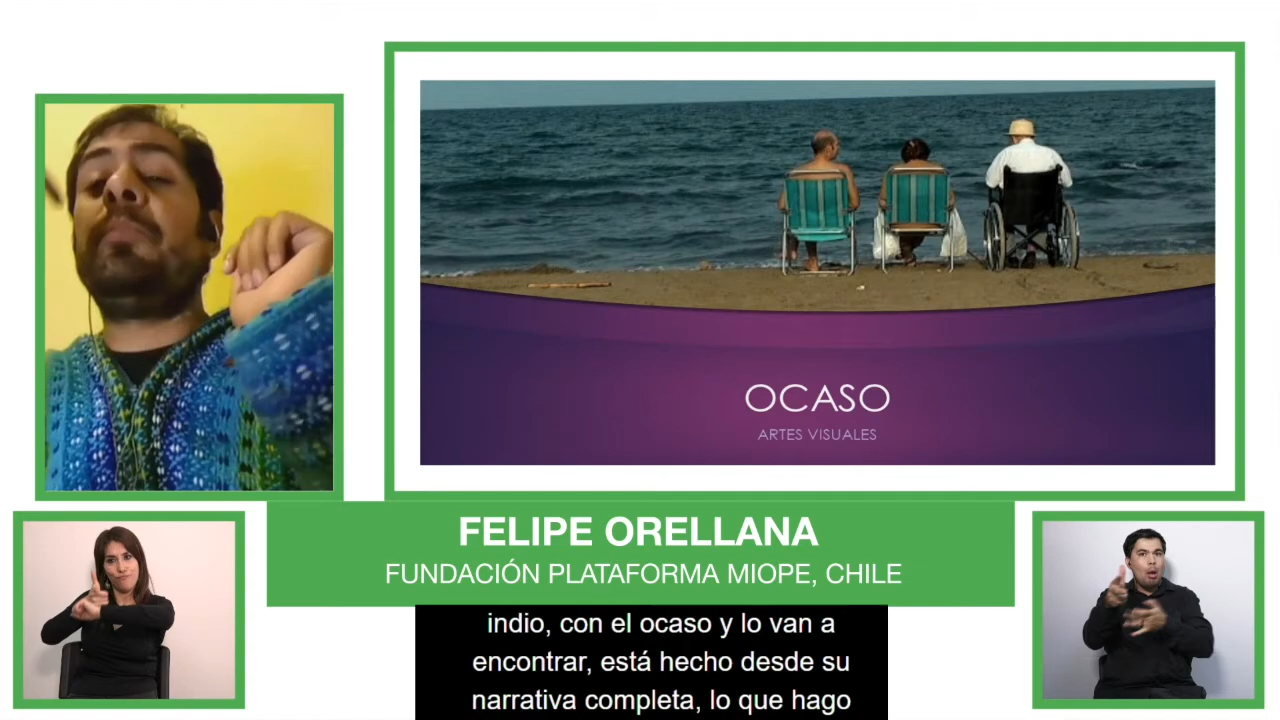 OCASO
ARTES VISUALES
FELIPE ORELLANA
FUNDACIÓN PLATAFORMA MIOPE, CHILE
indio, con el ocaso y lo van a
encontrar, está hecho desde su
narrativa completa, lo que hago